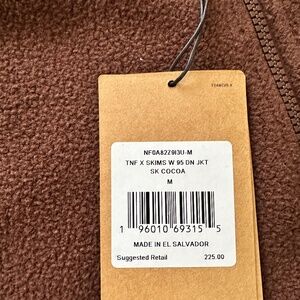 NF0A82Z9I3U-M
TNF X SKIMS W 95 DN JKT
SK COCOA
M
1 96010 69315 5
MADE IN EL SALVADOR
Suggested Retail 225.00